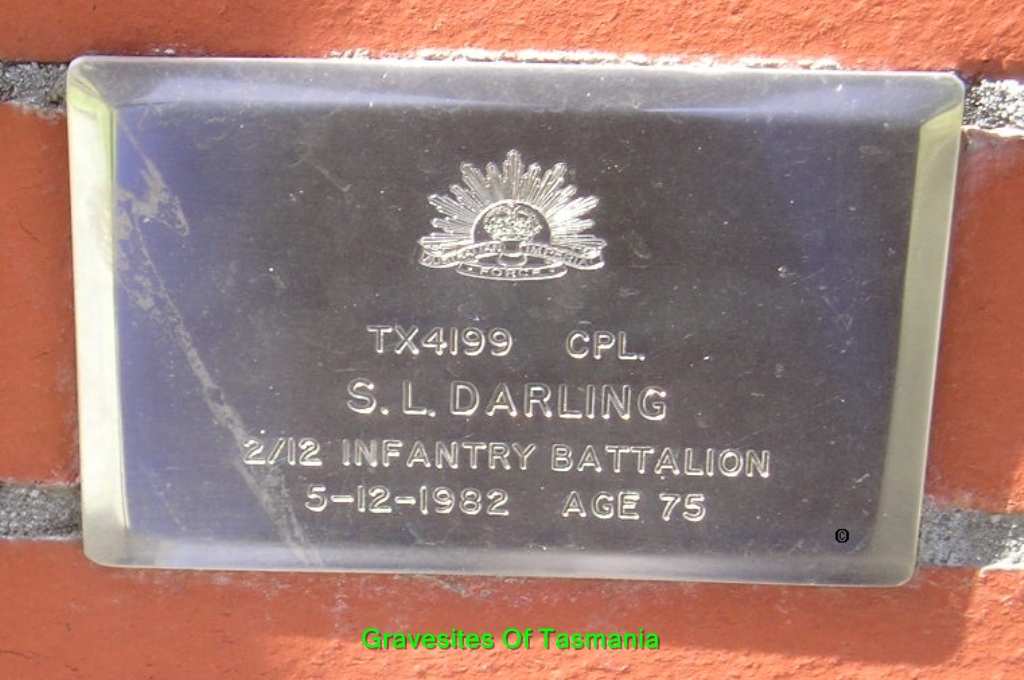 AUSTRALIAN IMPERIAL
FORCE
TX4199 CPL.
S. L. DARLING
2/12 INFANTRY BATTALION
5-12-1982 AGE 75
©
Gravesites Of Tasmania